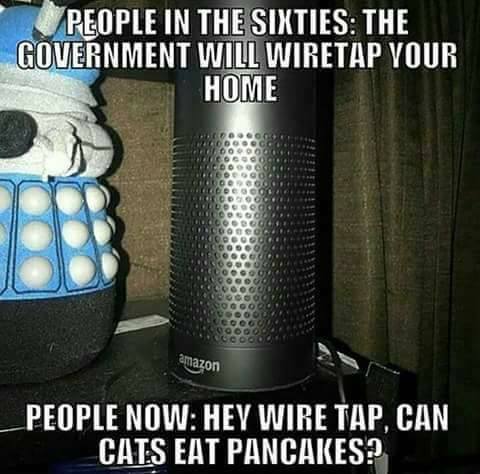 PEOPLE IN THE SIXTIES: THE
GOVERNMENT WILL WIRETAP YOUR
HOME
amazon
PEOPLE NOW: HEY WIRE TAP, CAN
CATS EAT PANCAKES?